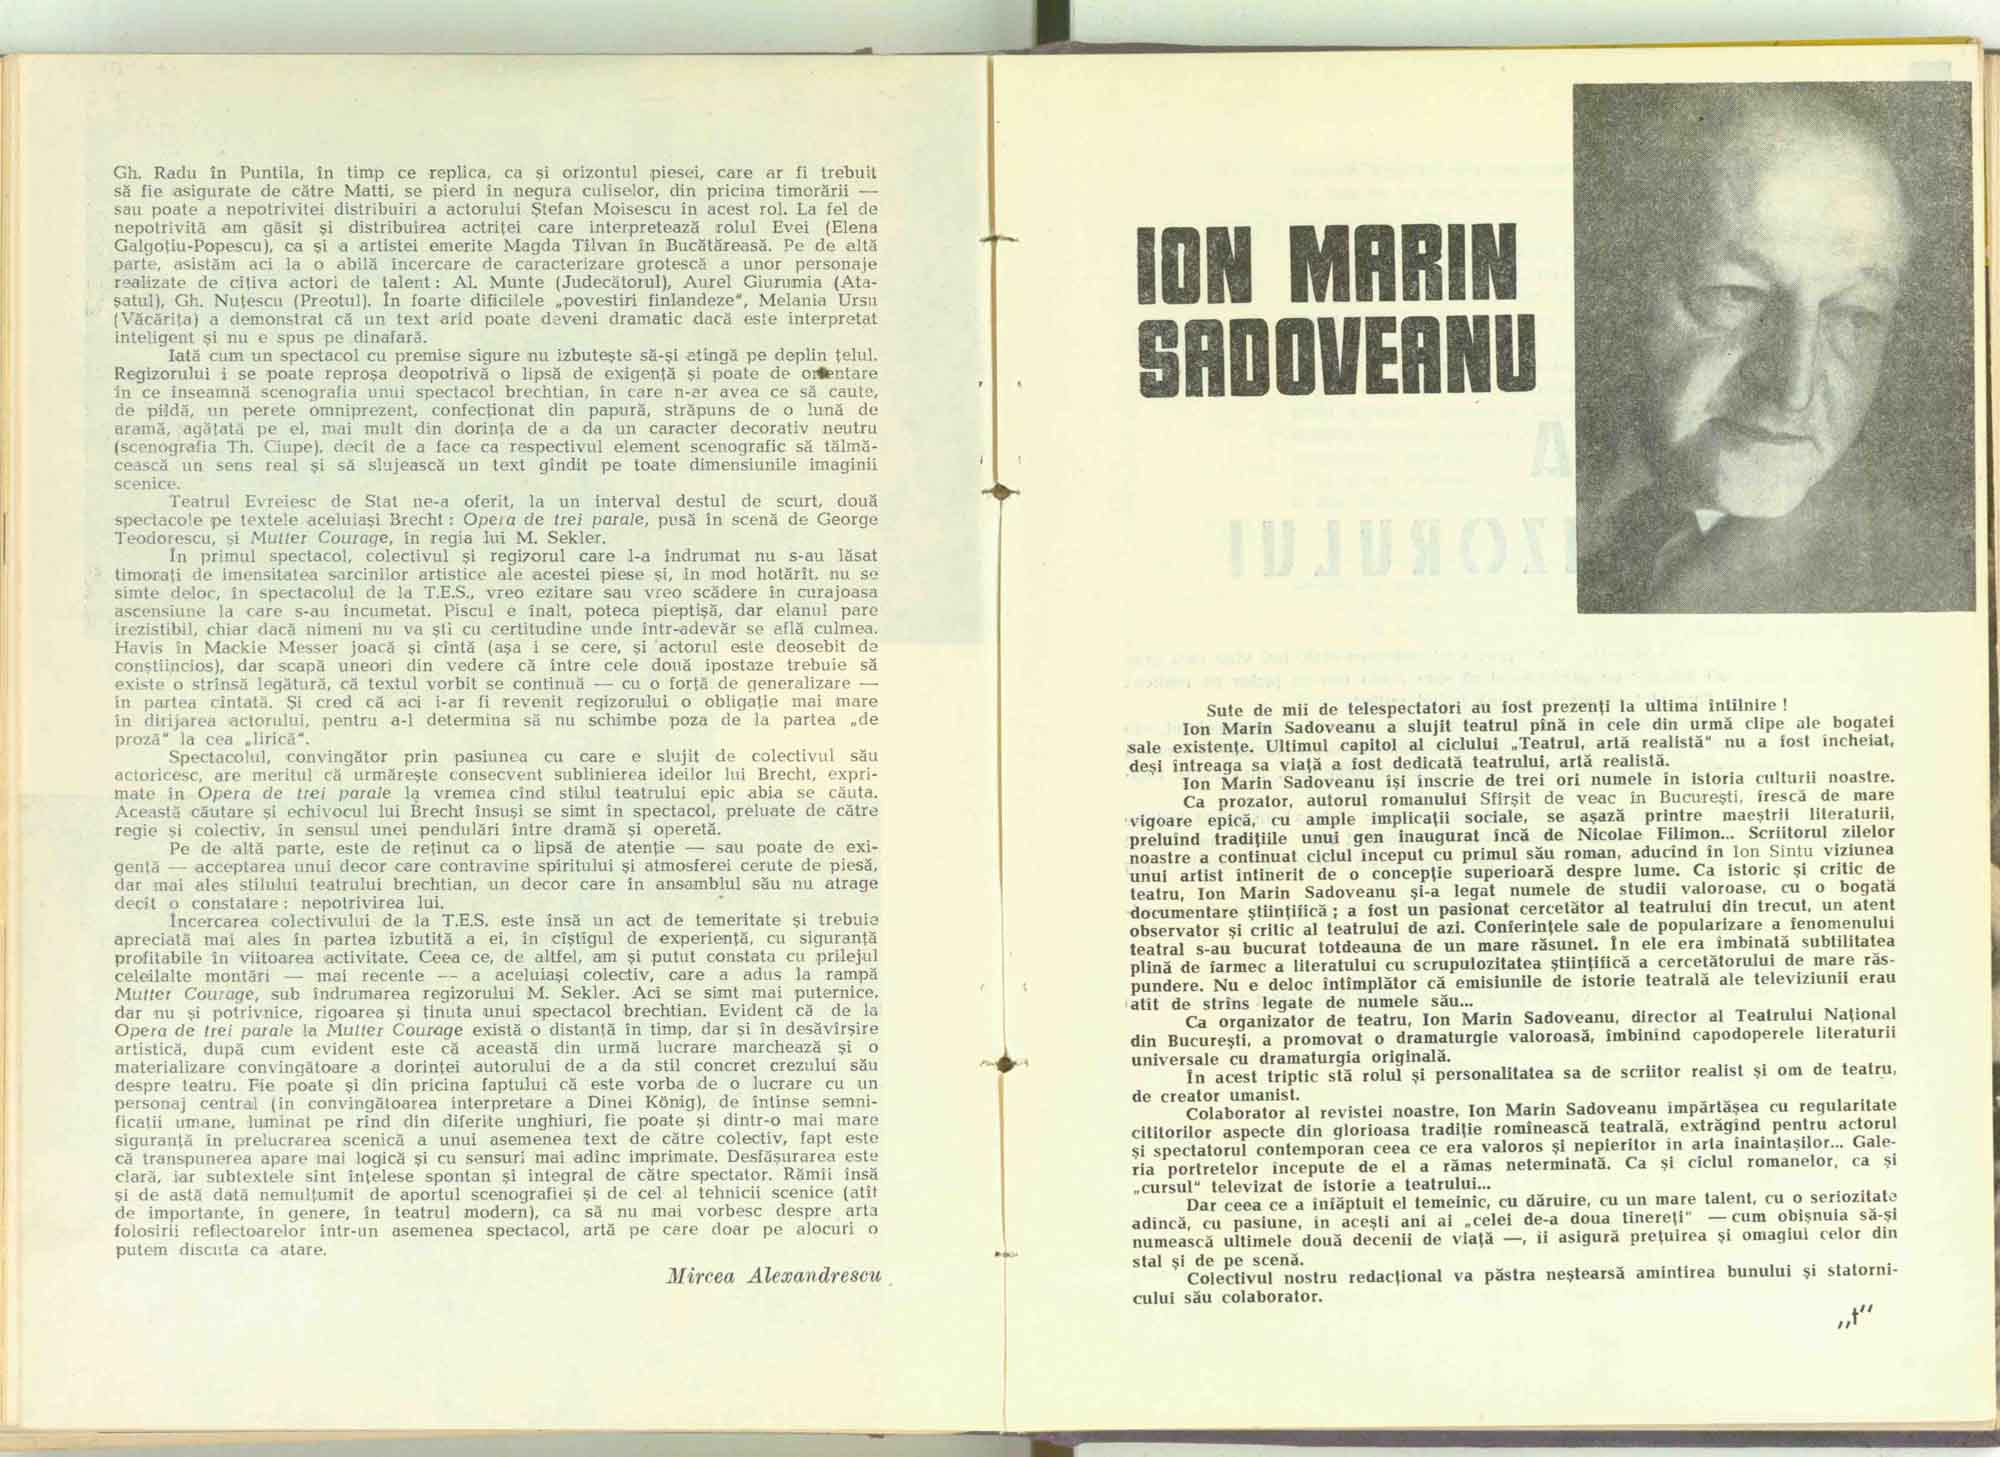 Gh. Radu în Puntila, în timp ce replica, ca și orizontul piesei, care ar fi trebuit
să fie asigurate de către Matti, se pierd în negura culiselor, din pricina timorării —
sau poate a nepotrivitei distribuiri a actorului Ștefan Moisescu în acest rol. La fel de
nepotrivită am găsit și distribuirea actriței care interpretează rolul Evei (Elena
Galgoțiu-Popescu), ca și a artistei emerite Magda Tîlvan în Bucătăreasă. Pe de altă
parte, asistăm aci la o abilă încercare de caracterizare grotescă a unor personaje
realizate de cîțiva actori de talent : Al. Munte (Judecătorul), Aurel Giurumia (Ata-
șatul), Gh. Nuțescu (Preotul). În foarte dificilele „povestiri finlandeze“, Melania Ursu
(Văcărița) a demonstrat că un text arid poate deveni dramatic dacă este interpretat
inteligent și nu e spus pe dinafară.
Iată cum un spectacol cu premise sigure nu izbutește să-și atingă pe deplin țelul.
Regizorului i se poate reproșa deopotrivă o lipsă de exigență și poate de orientare
în ce înseamnă scenografia unui spectacol brechtian, în care n-ar avea ce să caute,
de pildă, un perete omniprezent, confecționat din papură, străpuns de o lună de
aramă, agățată pe el, mai mult din dorința de a da un caracter decorativ neutru
(scenografia Th. Ciupe), decît de a face ca respectivul element scenografic să tălmă-
cească un sens real și să slujească un text gîndit pe toate dimensiunile imaginii
scenice.
Teatrul Evreiesc de Stat ne-a oferit, la un interval destul de scurt, două
spectacole pe textele aceluiași Brecht : Opera de trei parale, pusă în scenă de George
Teodorescu, și Mutter Courage, în regia lui M. Sekler.
În primul spectacol, colectivul și regizorul care l-a îndrumat nu s-au lăsat
timorați de imensitatea sarcinilor artistice ale acestei piese și, în mod hotărît, nu se
simte deloc, în spectacolul de la T.E.S., vreo ezitare sau vreo scădere în curajoasa
ascensiune la care s-au încumetat. Piscul e înalt, poteca pieptișă, dar elanul pare
irezistibil, chiar dacă nimeni nu va ști cu certitudine unde într-adevăr se află culmea.
Havis în Mackie Messer joacă și cîntă (așa i se cere, și actorul este deosebit de
conștiincios), dar scapă uneori din vedere că între cele două ipostaze trebuie să
existe o strînsă legătură, că textul vorbit se continuă — cu o forță de generalizare —
în partea cîntată. Și cred că aci i-ar fi revenit regizorului o obligație mai mare
în dirijarea actorului, pentru a-l determina să nu schimbe poza de la partea „de
proză“ la cea „lirică“.
Spectacolul, convingător prin pasiunea cu care e slujit de colectivul său
actoricesc, are meritul că urmărește consecvent sublinierea ideilor lui Brecht, expri-
mate în Opera de trei parale la vremea cînd stilul teatrului epic abia se căuta.
Această căutare și echivocul lui Brecht însuși se simt în spectacol, preluate de către
regie și colectiv, în sensul unei pendulări între dramă și operetă.
Pe de altă parte, este de reținut ca o lipsă de atenție — sau poate de exi-
gență — acceptarea unui decor care contravine spiritului și atmosferei cerute de piesă,
dar mai ales stilului teatrului brechtian, un decor care în ansamblul său nu atrage
decît o constatare : nepotrivirea lui.
Încercarea colectivului de la T.E.S. este însă un act de temeritate și trebuie
apreciată mai ales în partea izbutită a ei, în cîștigul de experiență, cu siguranță
profitabile în viitoarea activitate. Ceea ce, de altfel, am și putut constata cu prilejul
celeilalte montări — mai recente — a aceluiași colectiv, care a adus la rampă
Mutter Courage, sub îndrumarea regizorului M. Sekler. Aci se simt mai puternice,
dar nu și potrivnice, rigoarea și ținuta unui spectacol brechtian. Evident că de la
Opera de trei parale la Mutter Courage există o distanță în timp, dar și în desăvîrșire
artistică, după cum evident este că această din urmă lucrare marchează și o
materializare convingătoare a dorinței autorului de a da stil concret crezului său
despre teatru. Fie poate și din pricina faptului că este vorba de o lucrare cu un
personaj central (în convingătoarea interpretare a Dinei König), de întinse semni-
ficații umane, luminat pe rînd din diferite unghiuri, fie poate și dintr-o mai mare
siguranță în prelucrarea scenică a unui asemenea text de către colectiv, fapt este
că transpunerea apare mai logică și cu sensuri mai adînc imprimate. Desfășurarea este
clară, iar subtextele sînt înțelese spontan și integral de către spectator. Rămîi însă
și de astă dată nemulțumit de aportul scenografiei și de cel al tehnicii scenice (atît
de importante, în genere, în teatrul modern), ca să nu mai vorbesc despre arta
folosirii reflectoarelor într-un asemenea spectacol, artă pe care doar pe alocuri o
putem discuta ca atare.
Mircea Alexandrescu
ION MARIN
SADOVEANU
Sute de mii de telespectatori au fost prezenți la ultima întîlnire !
Ion Marin Sadoveanu a slujit teatrul pînă în cele din urmă clipe ale bogatei
sale existențe. Ultimul capitol al ciclului „Teatrul, artă realistă“ nu a fost încheiat,
deși întreaga sa viață a fost dedicată teatrului, artă realistă.
Ion Marin Sadoveanu își înscrie de trei ori numele în istoria culturii noastre.
Ca prozator, autorul romanului Sfîrșit de veac în București, frescă de mare
vigoare epică, cu ample implicații sociale, se așază printre maeștrii literaturii,
preluînd tradițiile unui gen inaugurat încă de Nicolae Filimon... Scriitorul zilelor
noastre a continuat ciclul început cu primul său roman, aducînd în Ion Sîntu viziunea
unui artist întinerit de o concepție superioară despre lume. Ca istoric și critic de
teatru, Ion Marin Sadoveanu și-a legat numele de studii valoroase, cu o bogată
documentare științifică ; a fost un pasionat cercetător al teatrului din trecut, un atent
observator și critic al teatrului de azi. Conferințele sale de popularizare a fenomenului
teatral s-au bucurat totdeauna de un mare răsunet. În ele era îmbinată subtilitatea
plină de farmec a literatului cu scrupulozitatea științifică a cercetătorului de mare răs-
pundere. Nu e deloc întîmplător că emisiunile de istorie teatrală ale televiziunii erau
atît de strîns legate de numele său...
Ca organizator de teatru, Ion Marin Sadoveanu, director al Teatrului Național
din București, a promovat o dramaturgie valoroasă, îmbinînd capodoperele literaturii
universale cu dramaturgia originală.
În acest triptic stă rolul și personalitatea sa de scriitor realist și om de teatru,
de creator umanist.
Colaborator al revistei noastre, Ion Marin Sadoveanu împărtășea cu regularitate
cititorilor aspecte din glorioasa tradiție romînească teatrală, extrăgînd pentru actorul
și spectatorul contemporan ceea ce era valoros și nepieritor în arta înaintașilor... Gale-
ria portretelor începute de el a rămas neterminată. Ca și ciclul romanelor, ca și
„cursul“ televizat de istorie a teatrului...
Dar ceea ce a înfăptuit el temeinic, cu dăruire, cu un mare talent, cu o seriozitate
adîncă, cu pasiune, în acești ani ai „celei de-a doua tinereți“ — cum obișnuia să-și
numească ultimele două decenii de viață —, îi asigură prețuirea și omagiul celor din
stal și de pe scenă.
Colectivul nostru redacțional va păstra neștearsă amintirea bunului și statorni-
cului său colaborator.
„t“